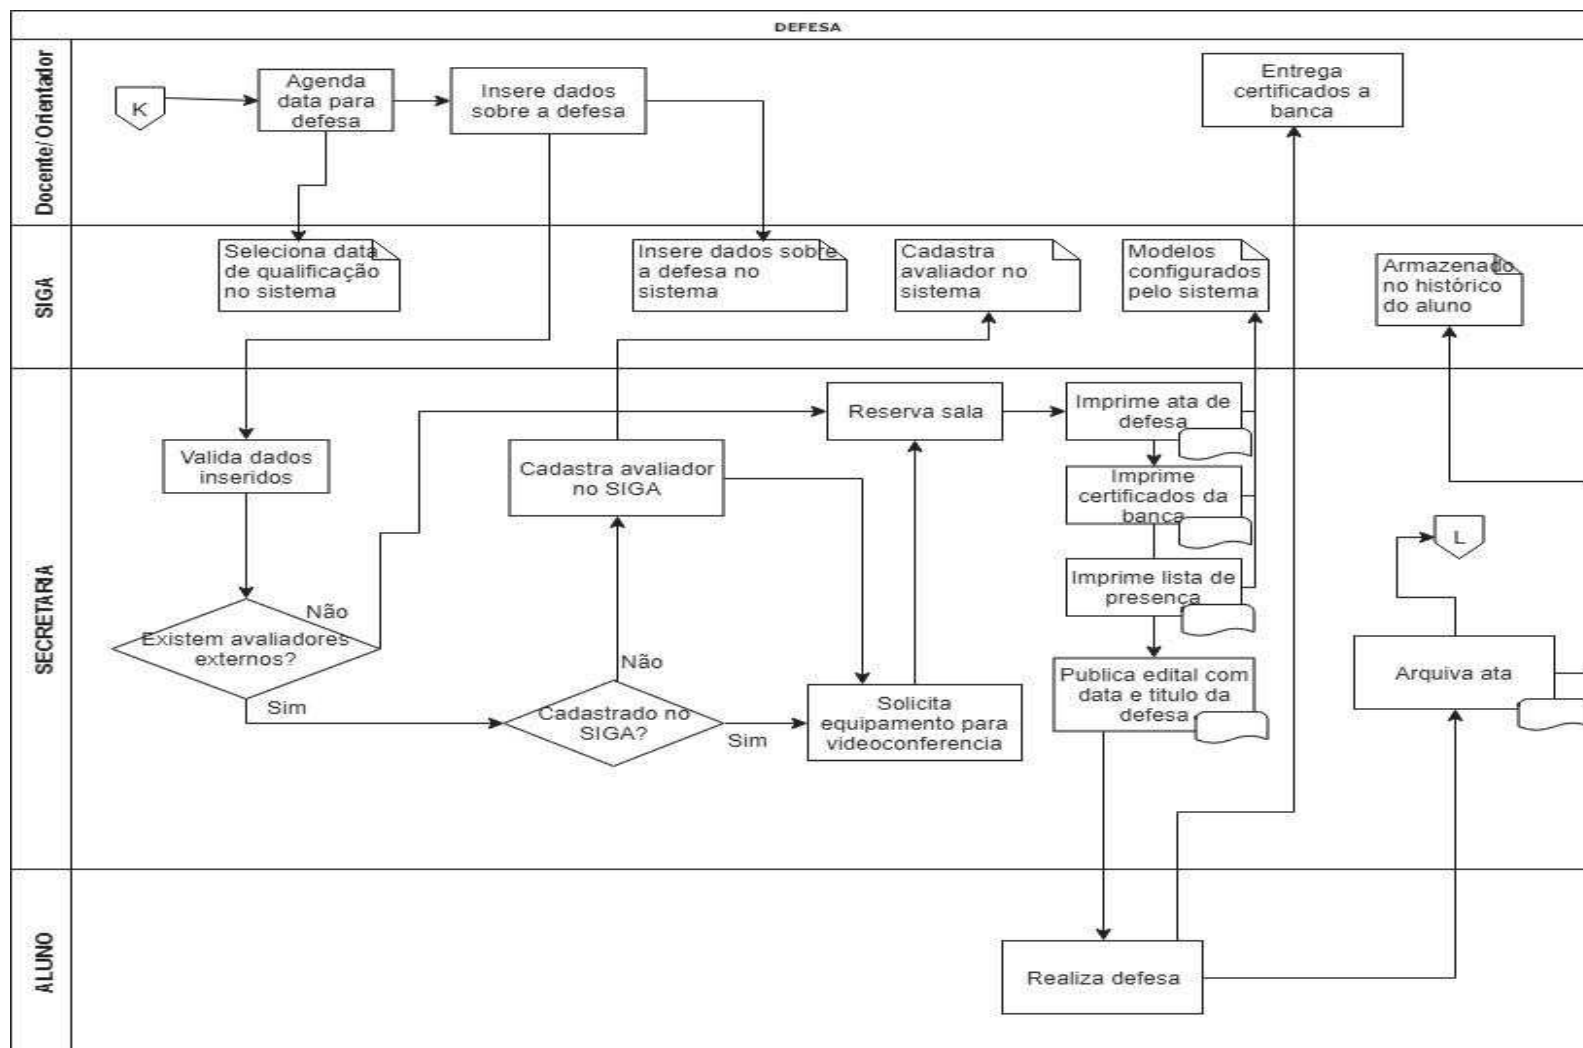 DEFESA
Docente/Orientador
K
Agenda
data para
defesa
Insere dados
sobre a defesa
Entrega
certificados a
banca
SIGA
Seleciona data
de qualificação
no sistema
Insere dados sobre
a defesa no
sistema
Cadastra
avaliador no
sistema
Modelos
configurados
pelo sistema
Armazenado
no histórico
do aluno
SECRETARIA
Valida dados
inseridos
Existem avaliadores
externos?
Não
Sim
Cadastra avaliador
no SIGA
Cadastrado no
SIGA?
Não
Sim
Solicita
equipamento para
videoconferencia
Reserva sala
Imprime ata de
defesa
Imprime
certificados da
banca
Imprime lista de
presença
Publica edital com
data e titulo da
defesa
L
Arquiva ata
ALUNO
Realiza defesa